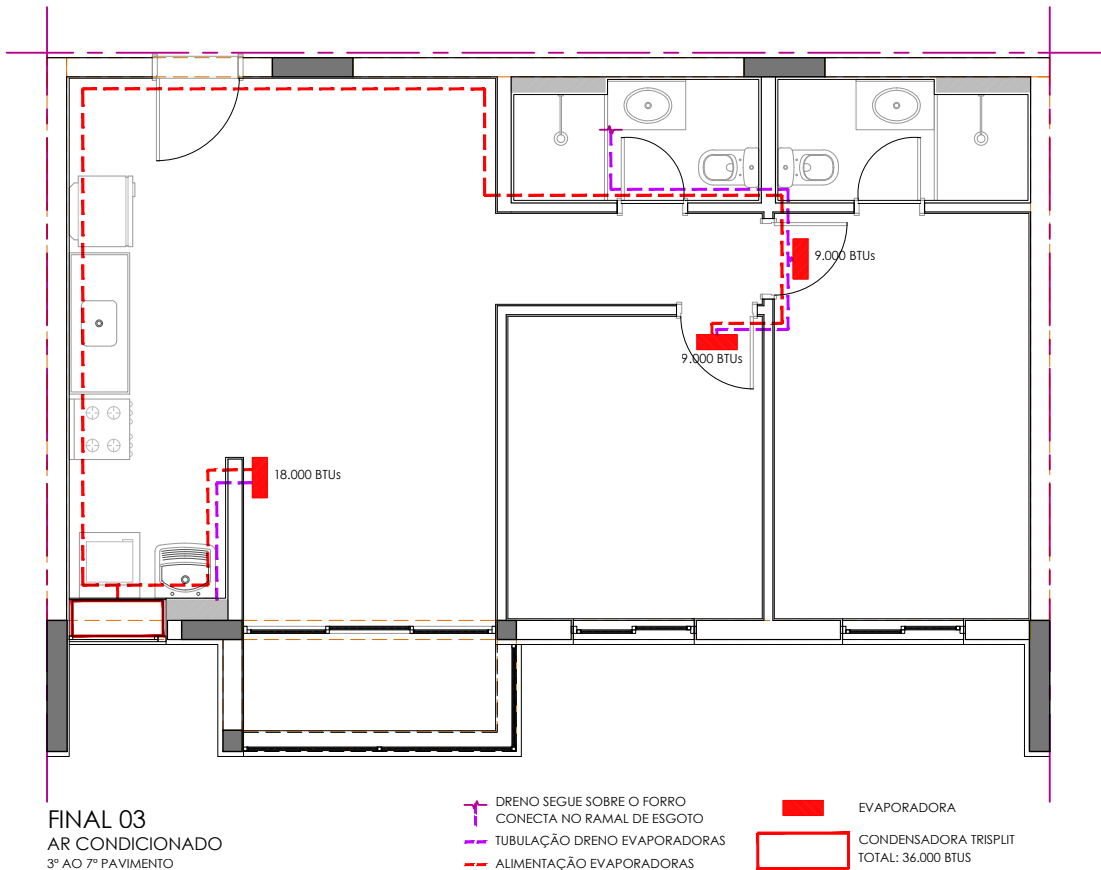 9.000 BTUs
9.000 BTUs
18.000 BTUs
FINAL 03
AR CONDICIONADO
3º AO 7º PAVIMENTO
DRENO SEGUE SOBRE O FORRO
CONECTA NO RAMAL DE ESGOTO
TUBULAÇÃO DRENO EVAPORADORAS
ALIMENTAÇÃO EVAPORADORAS
EVAPORADORA
CONDENSADORA TRISPLIT
TOTAL: 36.000 BTUS